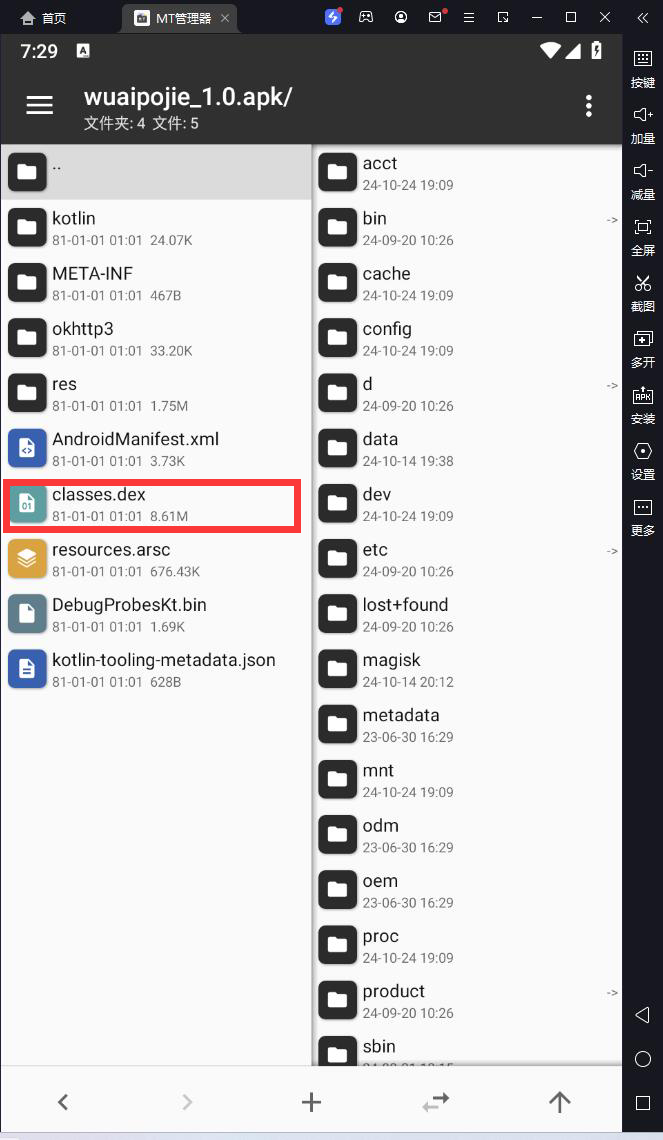 首页
MT管理器
7:29
A
wuaipojie_1.0.apk/
文件夹: 4 文件: 5
..
kotlin
81-01-01 01:01 24.07K
META-INF
81-01-01 01:01 467B
okhttp3
81-01-01 01:01 33.20K
res
81-01-01 01:01 1.75M
AndroidManifest.xml
81-01-01 01:01 3.73K
classes.dex
81-01-01 01:01 8.61M
resources.arsc
81-01-01 01:01 676.43K
DebugProbesKt.bin
81-01-01 01:01 1.69K
kotlin-tooling-metadata.json
81-01-01 01:01 628B
acct
24-10-24 19:09
bin
24-09-20 10:26
->
cache
24-10-24 19:09
config
24-10-24 19:09
d
24-09-20 10:26
->
data
24-10-14 19:38
dev
24-10-24 19:09
etc
24-09-20 10:26
->
lost+found
24-09-20 10:26
magisk
24-10-14 20:12
metadata
23-06-30 16:29
mnt
24-10-24 19:09
odm
23-06-30 16:29
oem
23-06-30 16:29
proc
24-10-24 19:09
product
24-09-20 10:26
->
sbin
按键
加量
减量
全屏
截图
多开
APK
安装
设置
更多